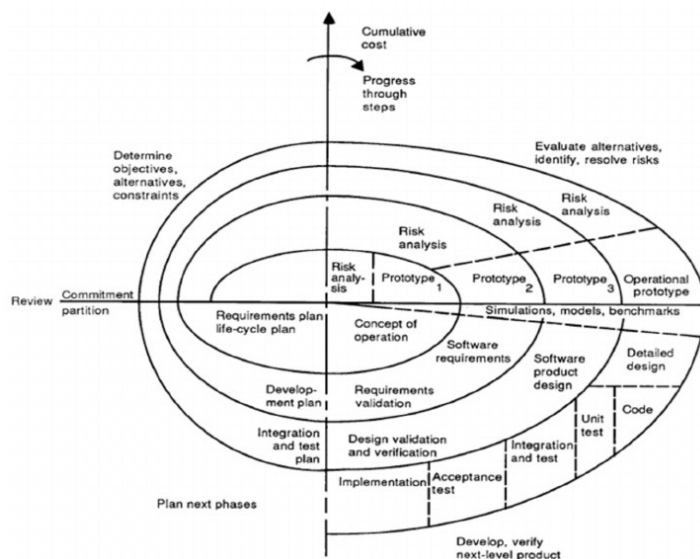 Cumulative
cost
Progress
through
steps
Evaluate alternatives,
identify, resolve risks
Determine
objectives,
alternatives,
constraints
Risk
analysis
Risk
analysis
Risk
analysis
Risk
analy-
sis
Prototype
1
Prototype
2
Prototype
3
Operational
prototype
Review
Commitment
partition
Requirements plan
life-cycle plan
Concept of
operation
Simulations, models, benchmarks
Software
requirements
Software
product
design
Detailed
design
Develop-
ment plan
Requirements
validation
Code
Unit
test
Integration
and test
plan
Design validation
and verification
Integration
and test
Implementation
Acceptance
test
Plan next phases
Develop, verify
next-level product